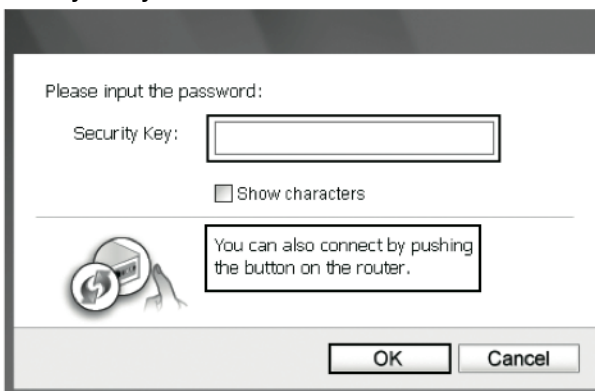 Please input the password:
Security Key:
Show characters
You can also connect by pushing
the button on the router.
OK
Cancel